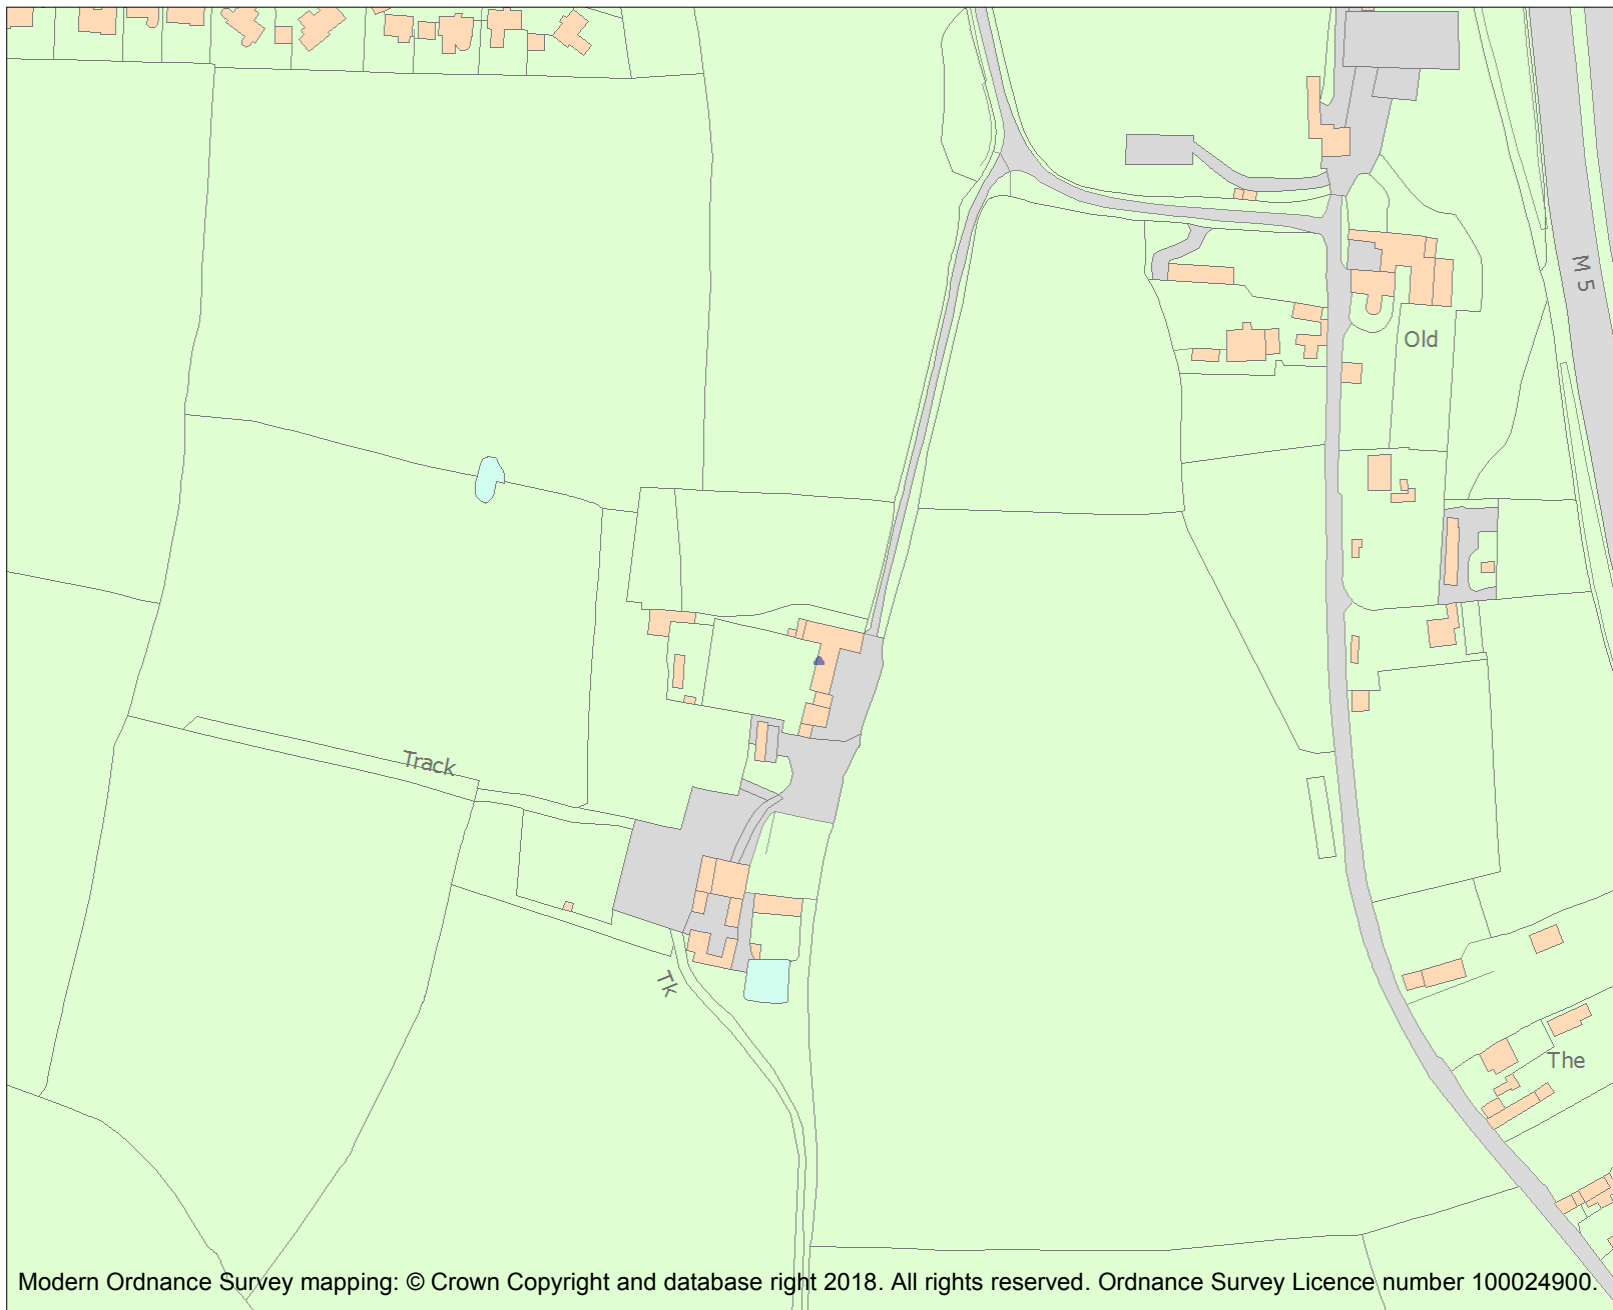 M 5
Old
Track
Tk
The
Modern Ordnance Survey mapping: © Crown Copyright and database right 2018. All rights reserved. Ordnance Survey Licence number 100024900.